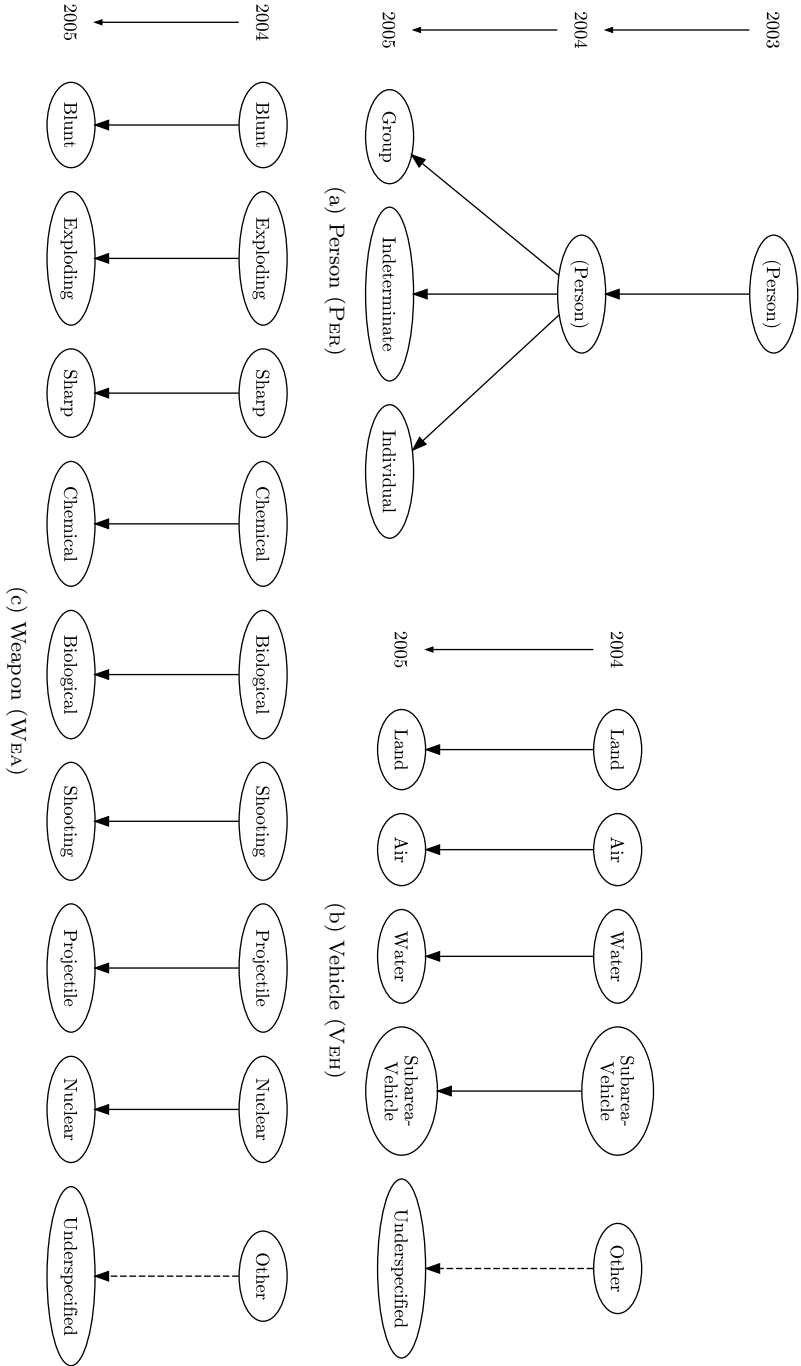 2003
(Person)
2004
(Person)
2005
Group
Indeterminate
Individual
(a) Person (PER)
2004
Land
Air
Water
Subarea-
Vehicle
Other
2005
Land
Air
Water
Subarea-
Vehicle
Underspecified
(b) Vehicle (VEH)
2004
Blunt
Exploding
Sharp
Chemical
Biological
Shooting
Projectile
Nuclear
Other
2005
Blunt
Exploding
Sharp
Chemical
Biological
Shooting
Projectile
Nuclear
Underspecified
(c) Weapon (WEA)